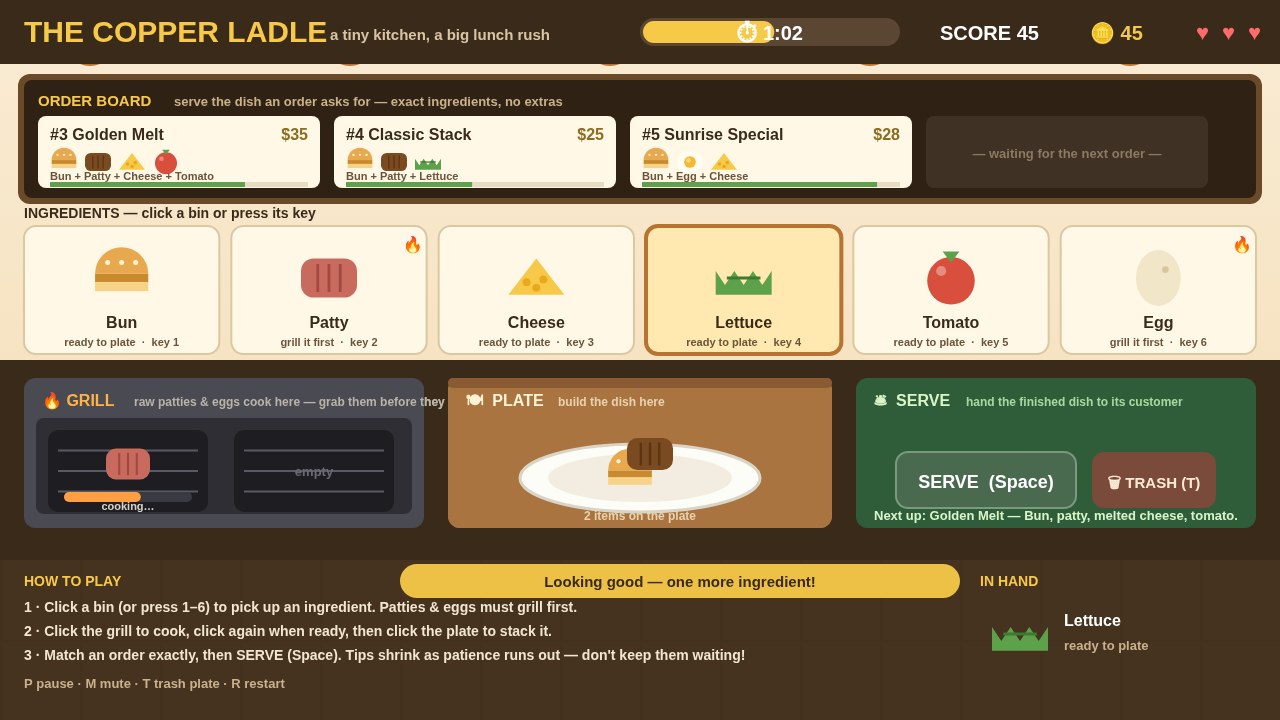 THE COPPER LADLE a tiny kitchen, a big lunch rush
⏱ 1:02
SCORE 45
🪙 45
♥ ♥ ♥
ORDER BOARD serve the dish an order asks for — exact ingredients, no extras
#3 Golden Melt $35
Bun + Patty + Cheese + Tomato
#4 Classic Stack $25
Bun + Patty + Lettuce
#5 Sunrise Special $28
Bun + Egg + Cheese
— waiting for the next order —
INGREDIENTS — click a bin or press its key
Bun
ready to plate · key 1
🔥
Patty
grill it first · key 2
Cheese
ready to plate · key 3
Lettuce
ready to plate · key 4
Tomato
ready to plate · key 5
🔥
Egg
grill it first · key 6
🔥 GRILL raw patties & eggs cook here — grab them before they
cooking…
empty
🍽 PLATE build the dish here
2 items on the plate
🛎 SERVE hand the finished dish to its customer
SERVE (Space)
🗑 TRASH (T)
Next up: Golden Melt — Bun, patty, melted cheese, tomato.
HOW TO PLAY
Looking good — one more ingredient!
1 · Click a bin (or press 1–6) to pick up an ingredient. Patties & eggs must grill first.
2 · Click the grill to cook, click again when ready, then click the plate to stack it.
3 · Match an order exactly, then SERVE (Space). Tips shrink as patience runs out — don't keep them waiting!
P pause · M mute · T trash plate · R restart
IN HAND
Lettuce
ready to plate